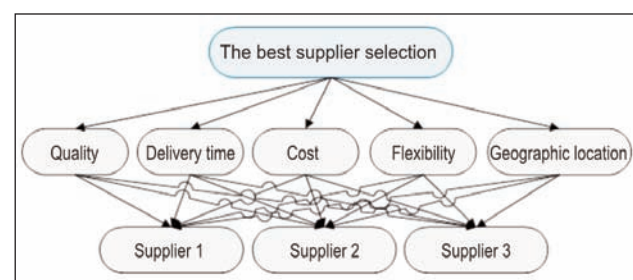 The best supplier selection
Quality
Delivery time
Cost
Flexibility
Geographic location
Supplier 1
Supplier 2
Supplier 3